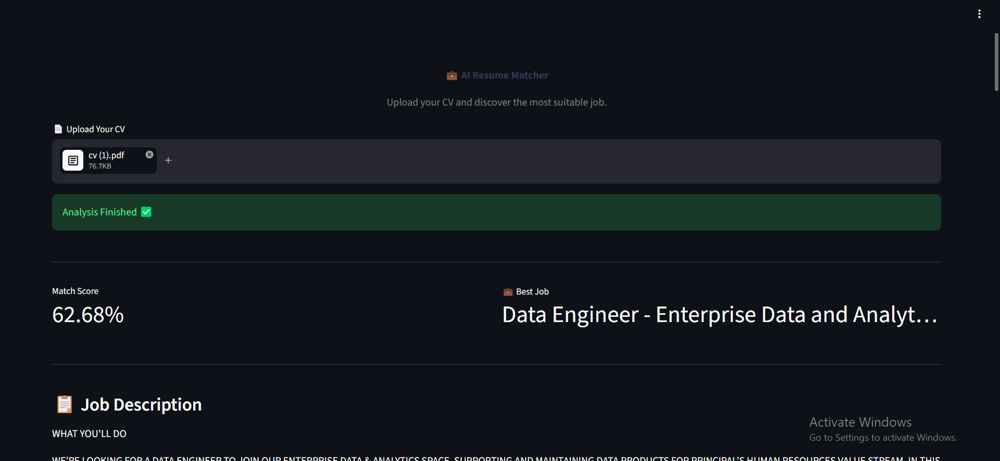 AI Resume Matcher
Upload your CV and discover the most suitable job.
Upload Your CV
cv (1).pdf
76.7KB
Analysis Finished
Match Score
62.68%
Best Job
Data Engineer - Enterprise Data and Analyt...
Job Description
WHAT YOU'LL DO
WE'RE LOOKING FOR A DATA ENGINEER TO JOIN OUR ENTERPRISE DATA & ANALYTICS SPACE, SUPPORTING AND MAINTAINING DATA PRODUCTS FOR PRINCIPAL'S HUMAN RESOURCES VALUE STREAM. IN THIS
Activate Windows
Go to Settings to activate Windows.